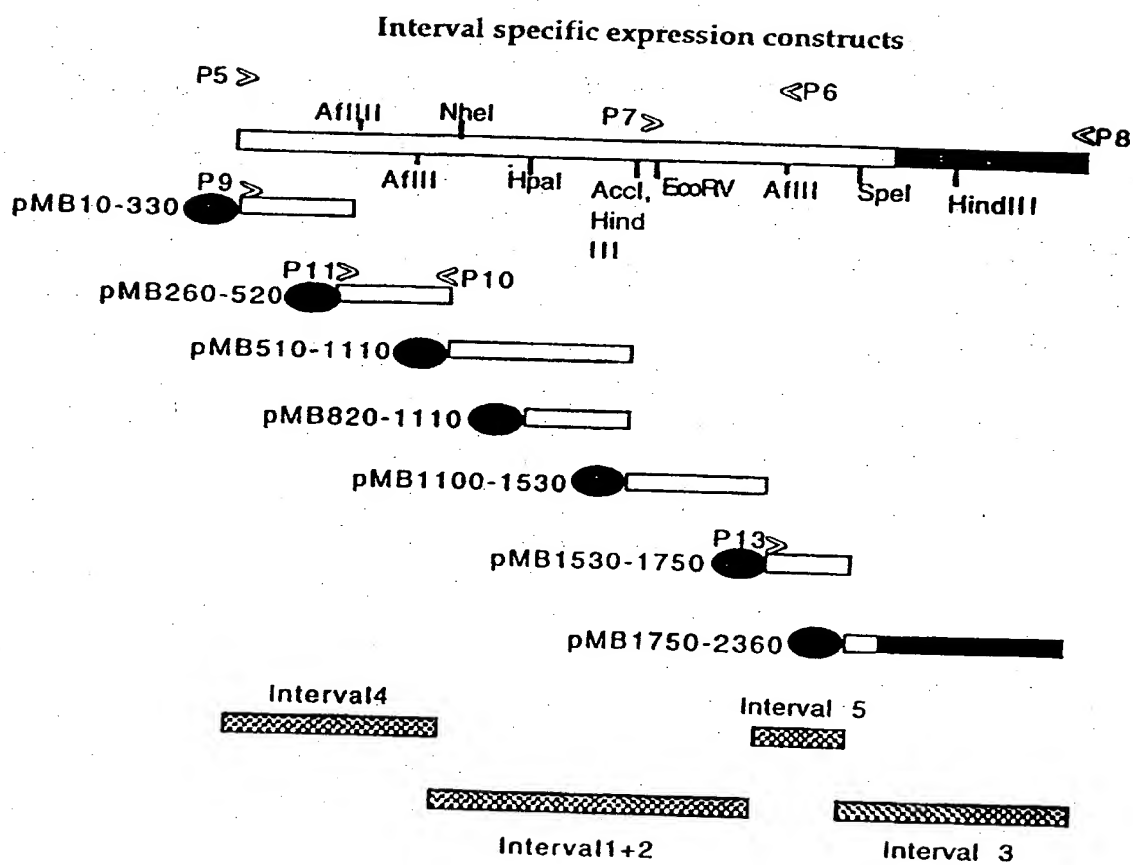 Interval specific expression constructs
P5
P6
AflIII
NheI
P7
P8
AflII
HpaI
AccI,
Hind
III
EcoRV
AflII
SpeI
HindIII
P9
pMB10-330
P11
P10
pMB260-520
pMB510-1110
pMB820-1110
pMB1100-1530
P13
pMB1530-1750
pMB1750-2360
Interval4
Interval 5
Interval1+2
Interval 3